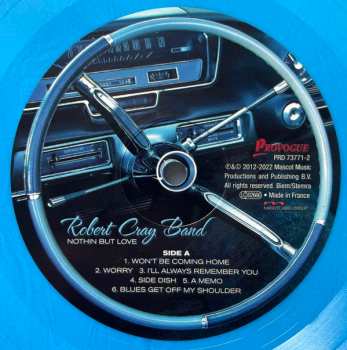 PROVOGUE
PRD 73771-2
℗&© 2012-2022 Mascot Music
Productions and Publishing B.V.
All rights reserved. Biem/Stemra
• Made in France
Robert Cray Band
NOTHIN BUT LOVE
SIDE A
1. WON'T BE COMING HOME
2. WORRY 3. I'LL ALWAYS REMEMBER YOU
4. SIDE DISH 5. A MEMO
6. BLUES GET OFF MY SHOULDER